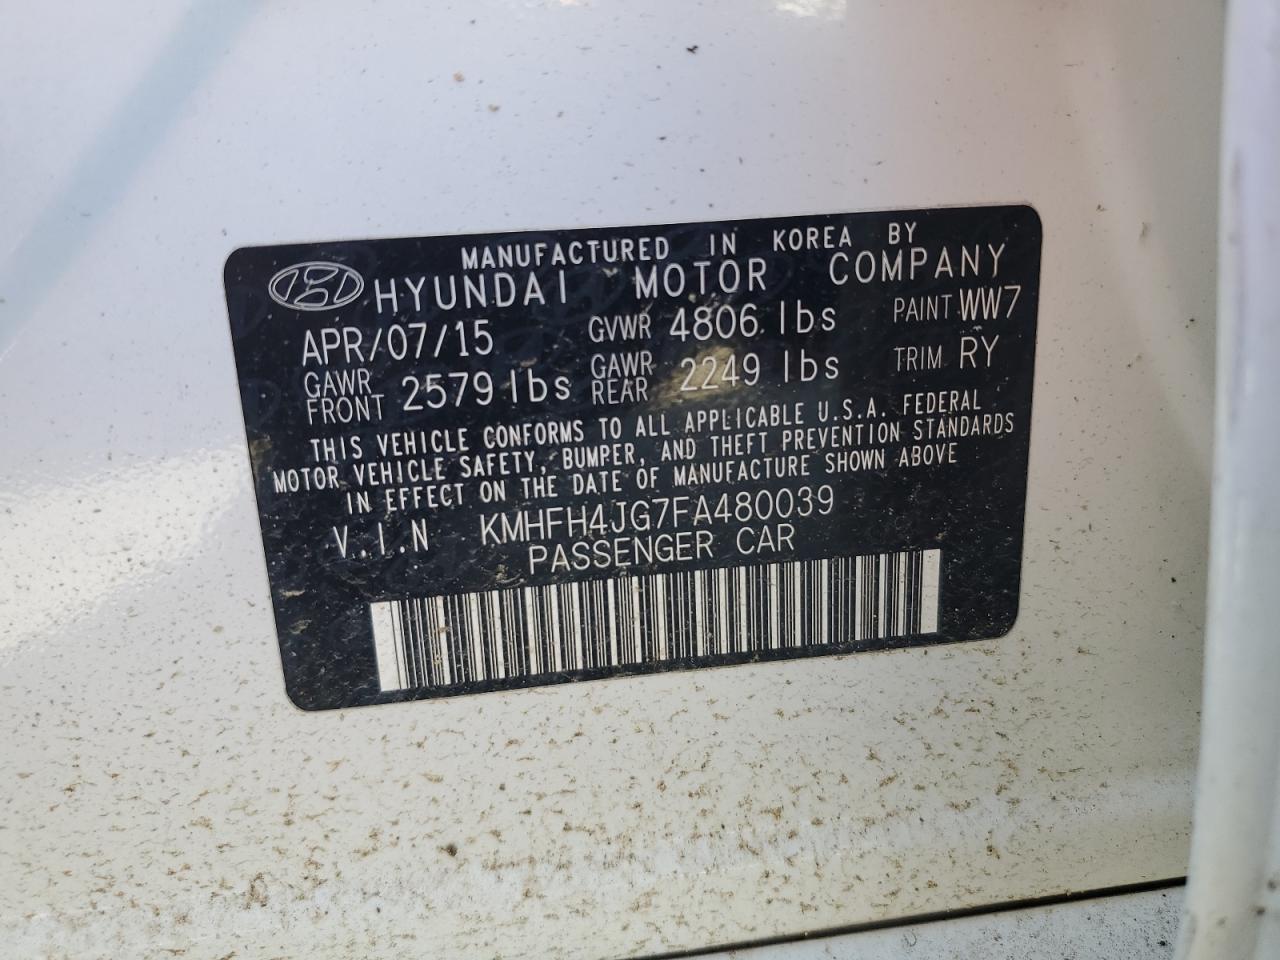 MANUFACTURED IN KOREA BY
HYUNDAI MOTOR COMPANY
APR/07/15 GVWR 4806 lbs PAINT WW7
GAWR FRONT 2579 lbs GAWR REAR 2249 lbs TRIM RY
THIS VEHICLE CONFORMS TO ALL APPLICABLE U.S.A. FEDERAL
MOTOR VEHICLE SAFETY, BUMPER, AND THEFT PREVENTION STANDARDS
IN EFFECT ON THE DATE OF MANUFACTURE SHOWN ABOVE
V.I.N KMHFH4JG7FA480039
PASSENGER CAR